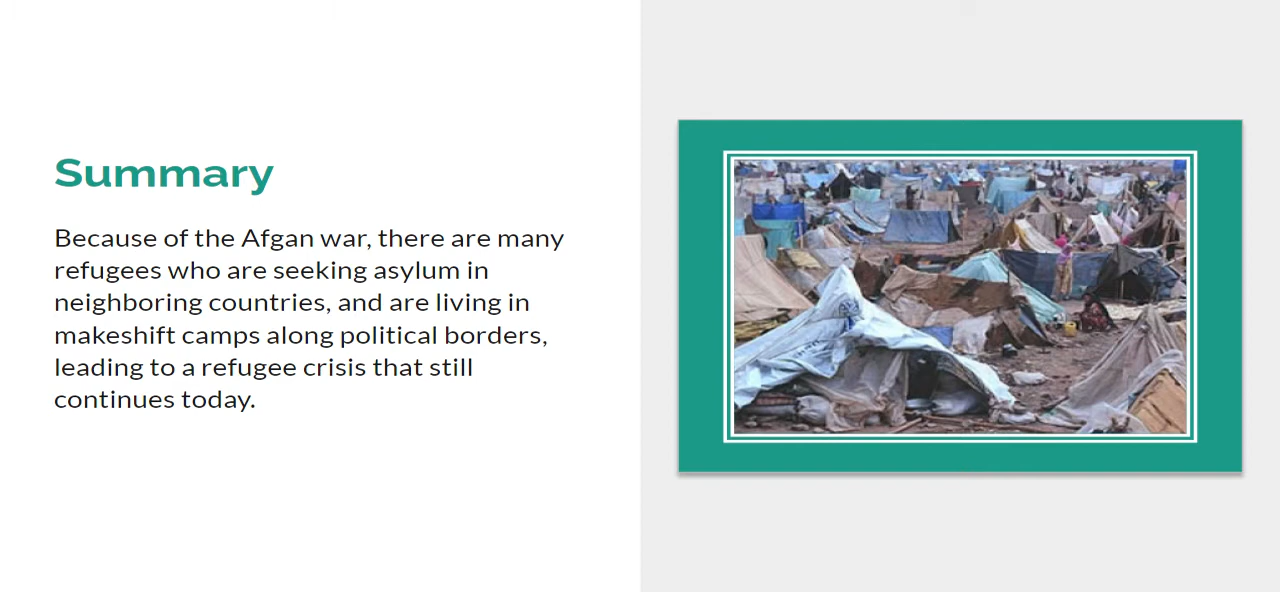 Summary
Because of the Afgan war, there are many
refugees who are seeking asylum in
neighboring countries, and are living in
makeshift camps along political borders,
leading to a refugee crisis that still
continues today.